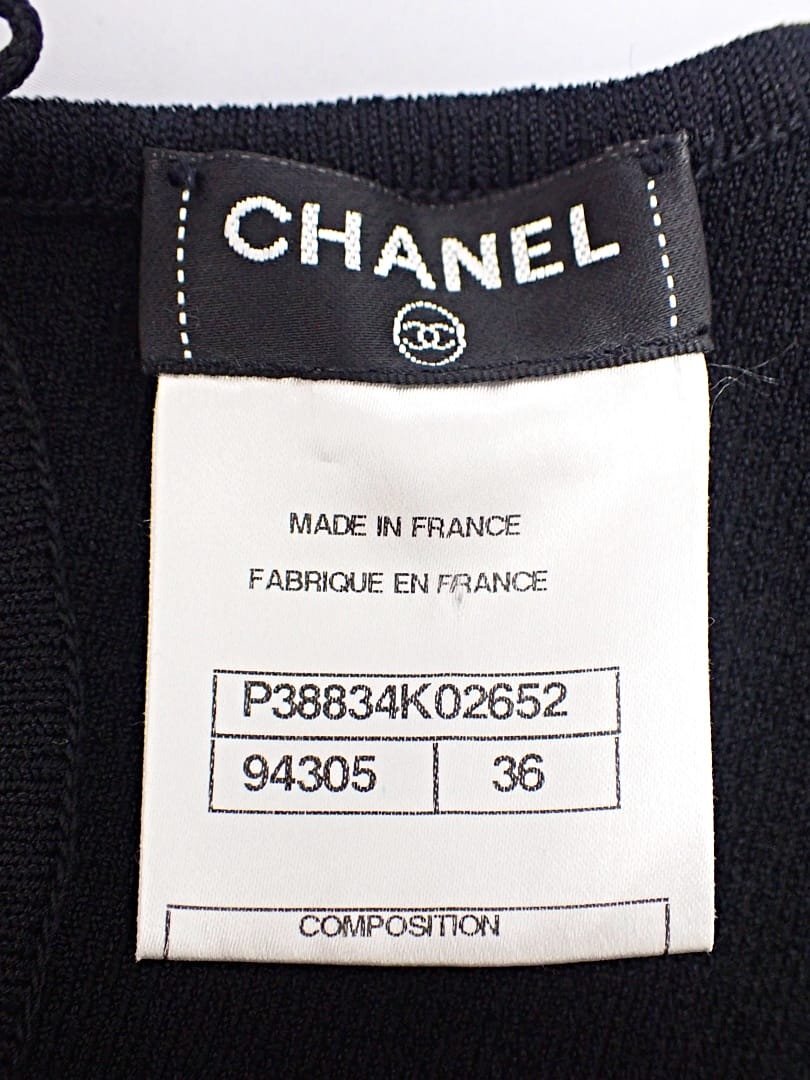 CHANEL
MADE IN FRANCE
FABRIQUE EN FRANCE
P38834K02652
94305 36
COMPOSITION